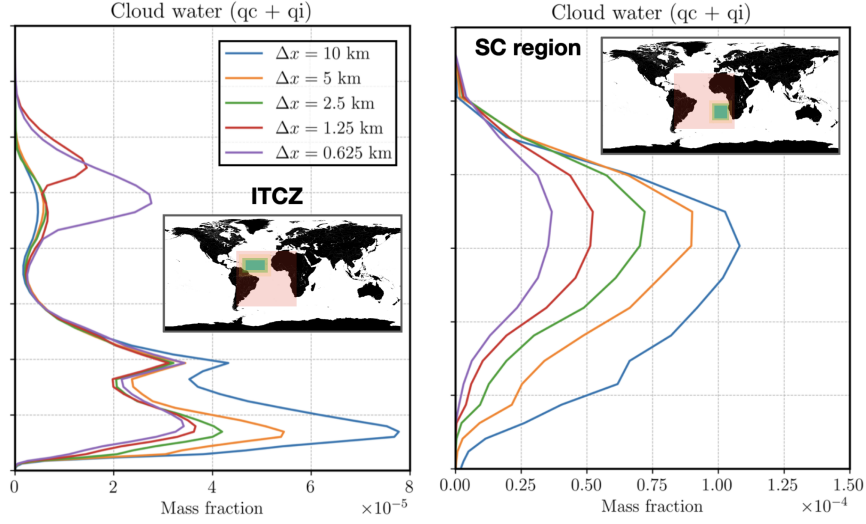 Cloud water (qc + qi)
Δx = 10 km
Δx = 5 km
Δx = 2.5 km
Δx = 1.25 km
Δx = 0.625 km
ITCZ
0 2 4 6 8
Mass fraction ×10⁻⁵
Cloud water (qc + qi)
SC region
0.00 0.25 0.50 0.75 1.00 1.25 1.50
Mass fraction ×10⁻⁴